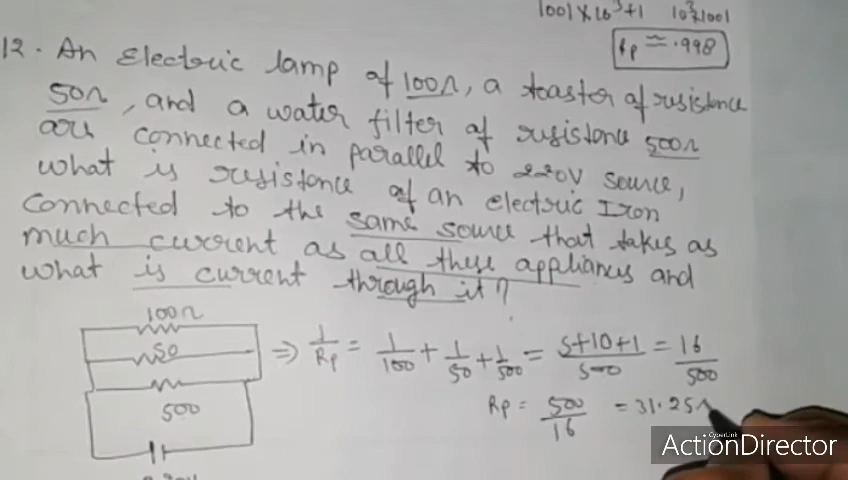 1001 × 10³ + 1 10³ × 1001
Rp ≈ .998
12. An Electric lamp of 100Ω, a toaster of resistance
50Ω, and a water filter of resistance 500Ω
are connected in parallel to 220V source,
what is resistance of an electric Iron
Connected to the same source that takes as
much current as all these appliances and
what is current through it?
100Ω
50
500
=> 1/Rp = 1/100 + 1/50 + 1/500 = 5+10+1/500 = 16/500
Rp = 500/16 = 31.25Ω
CyberLink
ActionDirector